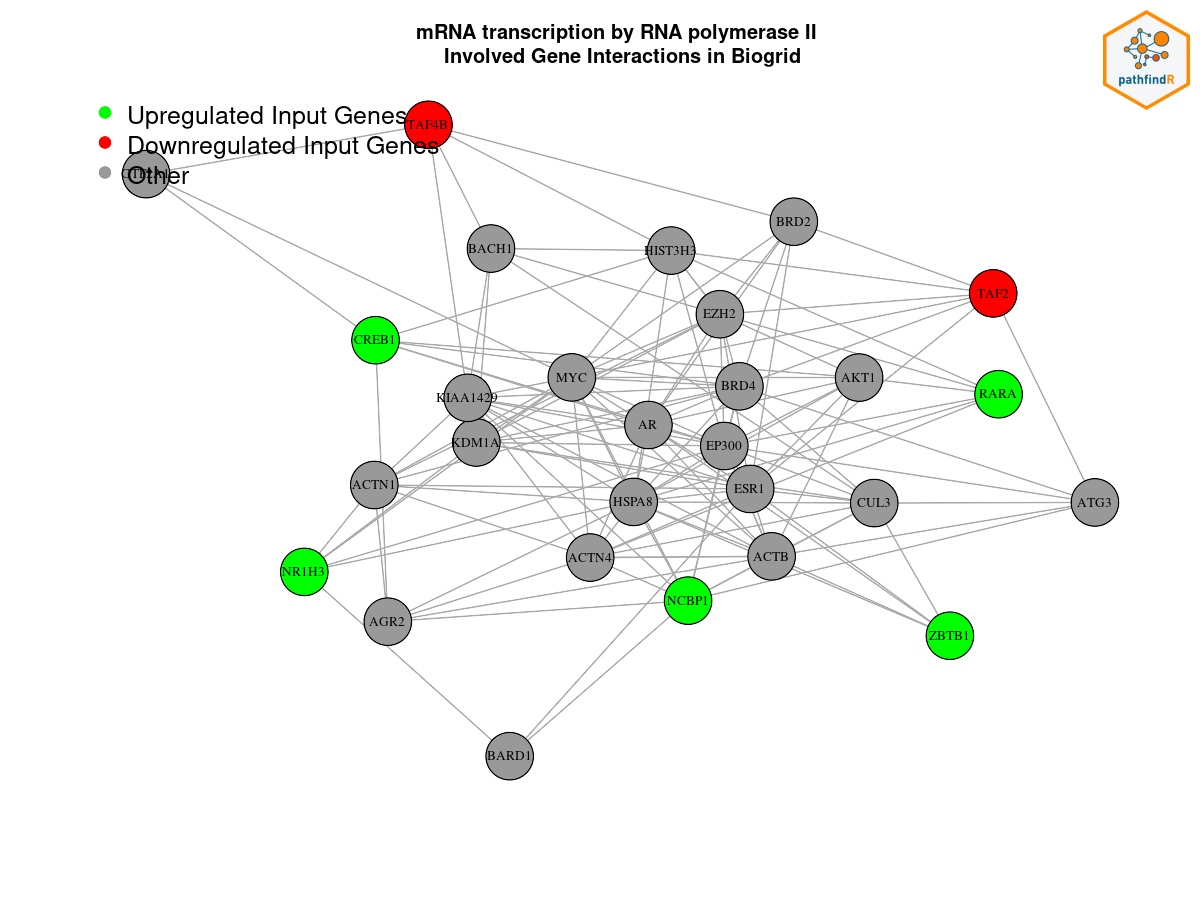 mRNA transcription by RNA polymerase II
Involved Gene Interactions in Biogrid
pathfindR
Upregulated Input Genes
Downregulated Input Genes
Other
TAF4B
BRD2
BACH1
HIST3H3
TAF2
EZH2
CREB1
MYC
AKT1
BRD4
RARA
KIAA1429
AR
KDM1A
EP300
ACTN1
ESR1
HSPA8
CUL3
ATG3
ACTN4
ACTB
NR1H3
NCBP1
AGR2
ZBTB1
BARD1